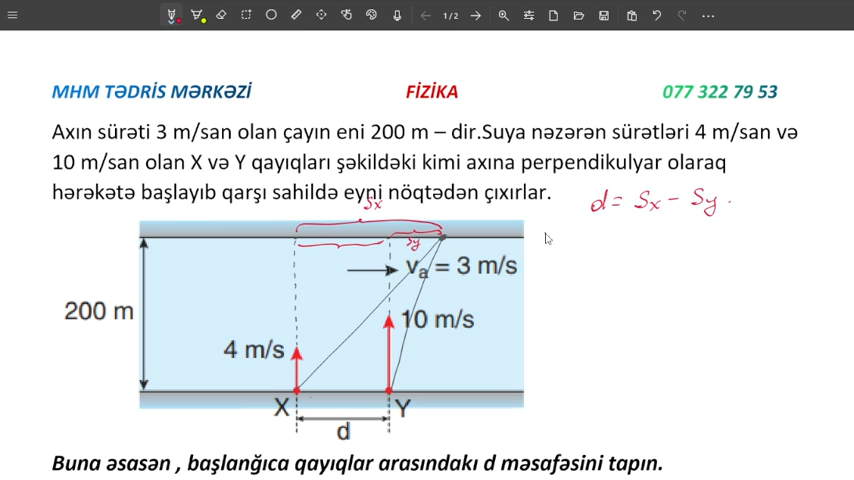 1/2
MHM TƏDRİS MƏRKƏZİ FİZİKA 077 322 79 53
Axın sürəti 3 m/san olan çayın eni 200 m – dir.Suya nəzərən sürətləri 4 m/san və
10 m/san olan X və Y qayıqları şəkildəki kimi axına perpendikulyar olaraq
hərəkətə başlayıb qarşı sahildə eyni nöqtədən çıxırlar.
d = Sx - Sy .
Sx
Sy
va = 3 m/s
200 m
10 m/s
4 m/s
X Y
d
Buna əsasən , başlanğıca qayıqlar arasındakı d məsafəsini tapın.